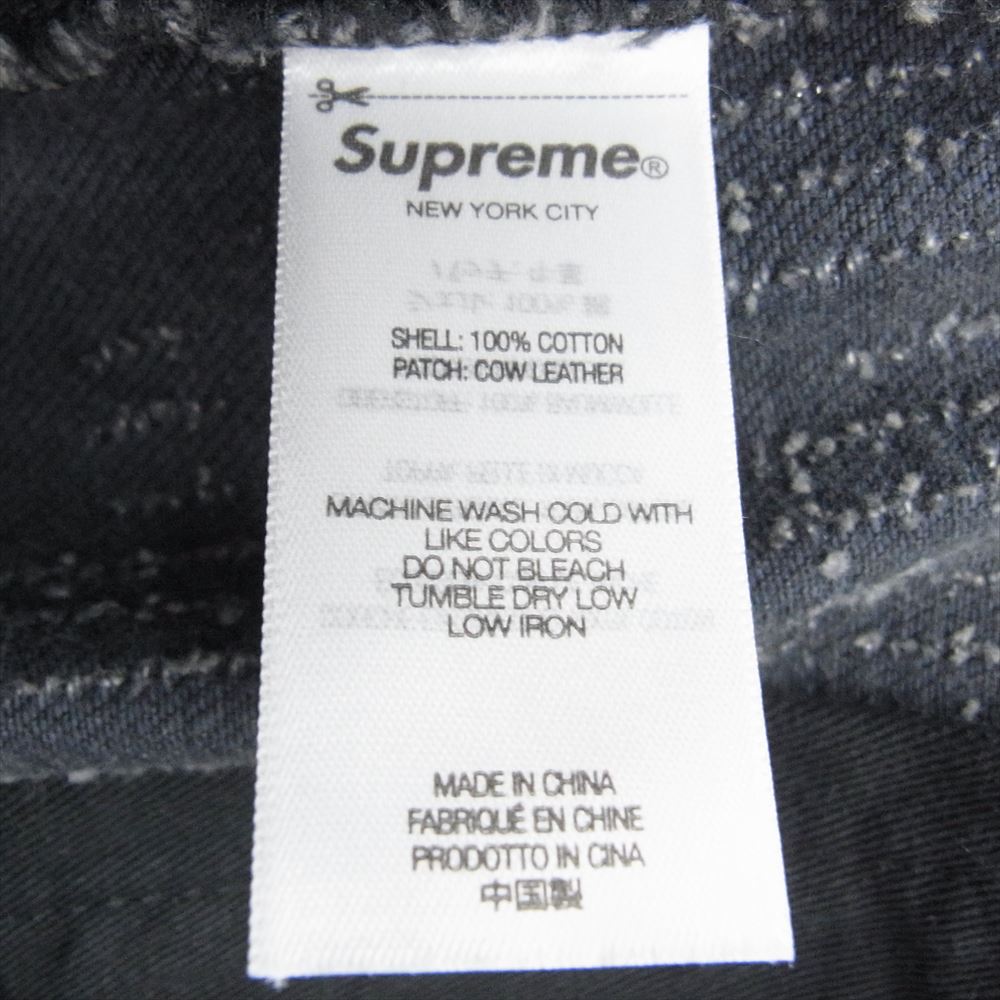 Supreme®
NEW YORK CITY
SHELL: 100% COTTON
PATCH: COW LEATHER
MACHINE WASH COLD WITH
LIKE COLORS
DO NOT BLEACH
TUMBLE DRY LOW
LOW IRON
MADE IN CHINA
FABRIQUÉ EN CHINE
PRODOTTO IN CINA
中国製